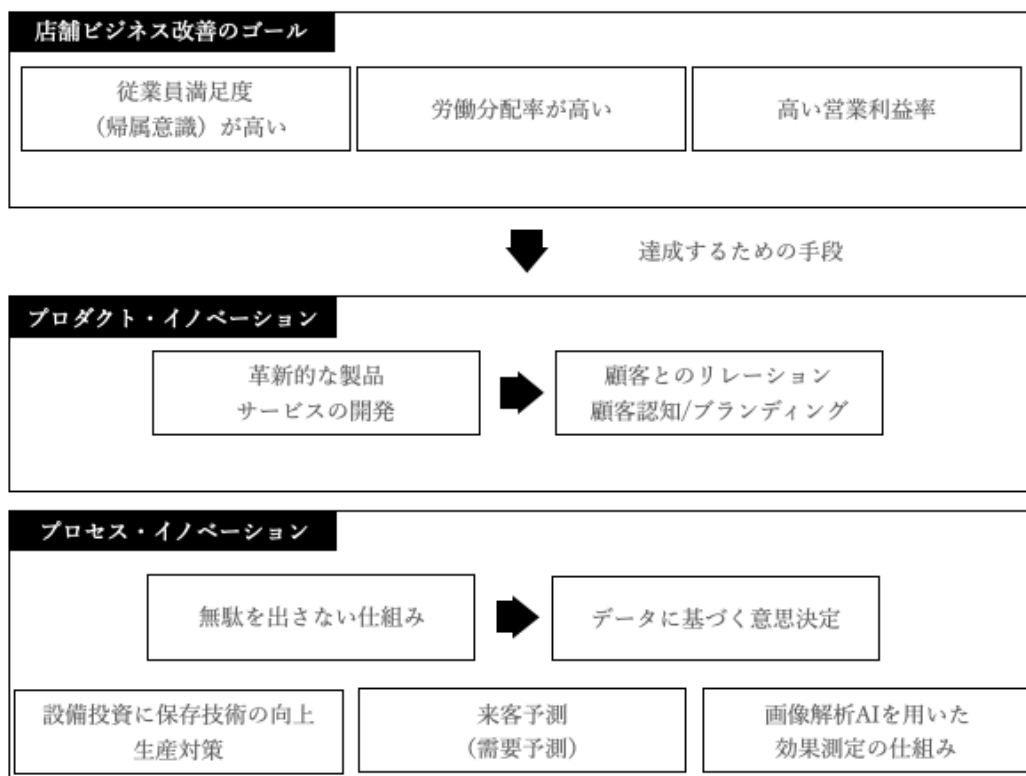 店舗ビジネス改善のゴール
従業員満足度
（帰属意識）が高い
労働分配率が高い
高い営業利益率
達成するための手段
プロダクト・イノベーション
革新的な製品
サービスの開発
顧客とのリレーション
顧客認知/ブランディング
プロセス・イノベーション
無駄を出さない仕組み
データに基づく意思決定
設備投資に保存技術の向上
生産対策
来客予測
（需要予測）
画像解析AIを用いた
効果測定の仕組み